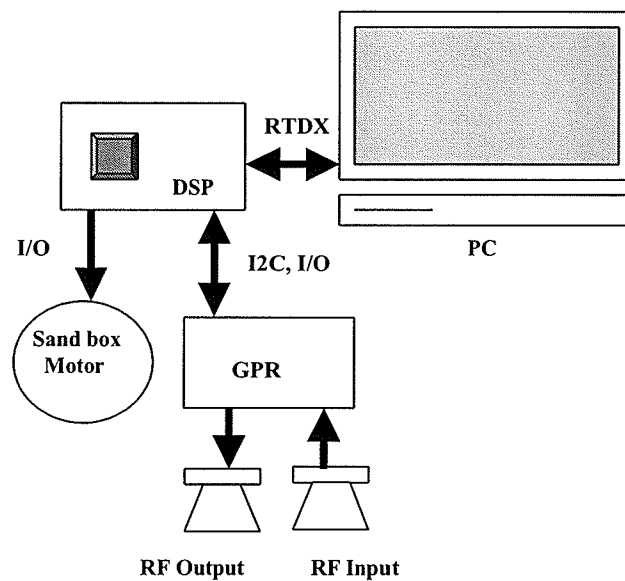 RTDX
DSP
PC
I/O
I2C, I/O
Sand box
Motor
GPR
RF Output
RF Input